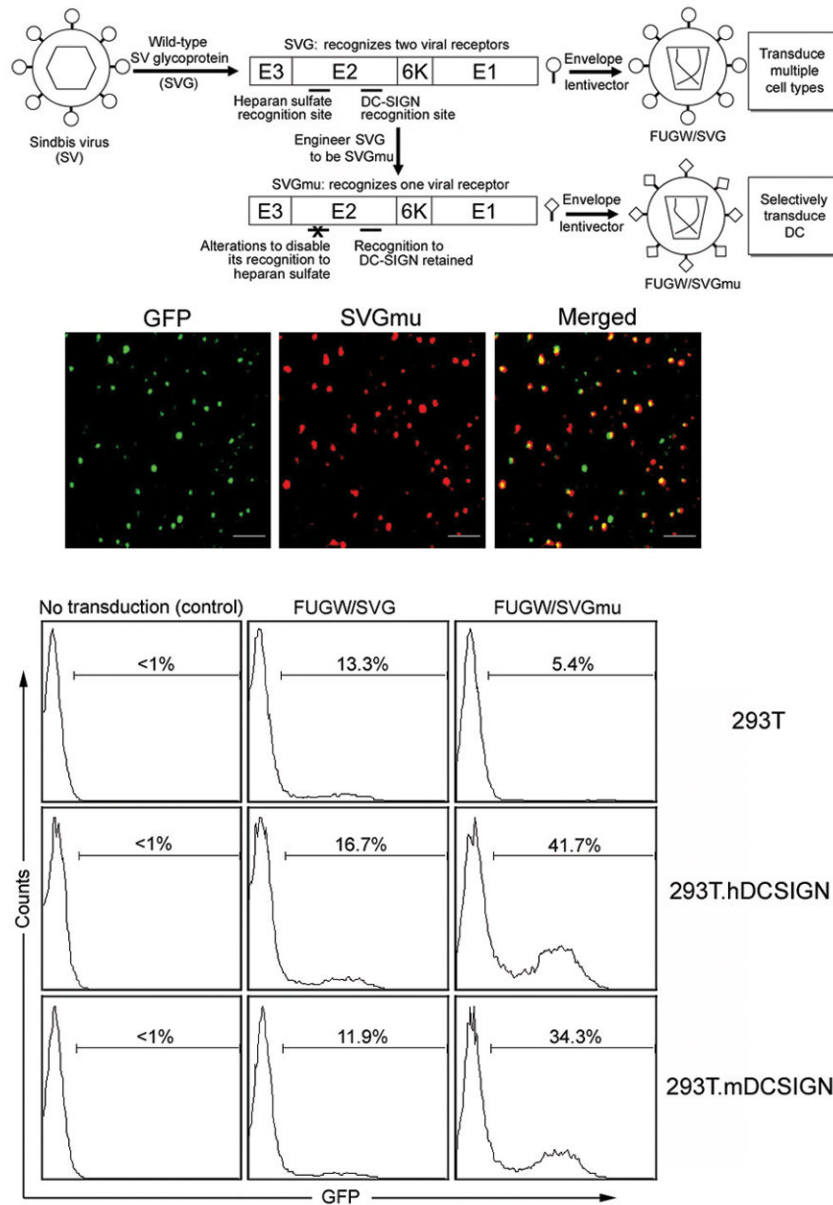 Wild-type
SV glycoprotein
(SVG)
Sindbis virus
(SV)
SVG: recognizes two viral receptors
E3 E2 6K E1
Heparan sulfate
recognition site
DC-SIGN
recognition site
Envelope
lentivector
FUGW/SVG
Transduce
multiple
cell types
Engineer SVG
to be SVGmu
SVGmu: recognizes one viral receptor
E3 E2 6K E1
X
Alterations to disable
its recognition to
heparan sulfate
Recognition to
DC-SIGN retained
Envelope
lentivector
FUGW/SVGmu
Selectively
transduce
DC
GFP SVGmu Merged
No transduction (control) FUGW/SVG FUGW/SVGmu
<1% 13.3% 5.4% 293T
<1% 16.7% 41.7% 293T.hDCSIGN
<1% 11.9% 34.3% 293T.mDCSIGN
Counts
GFP